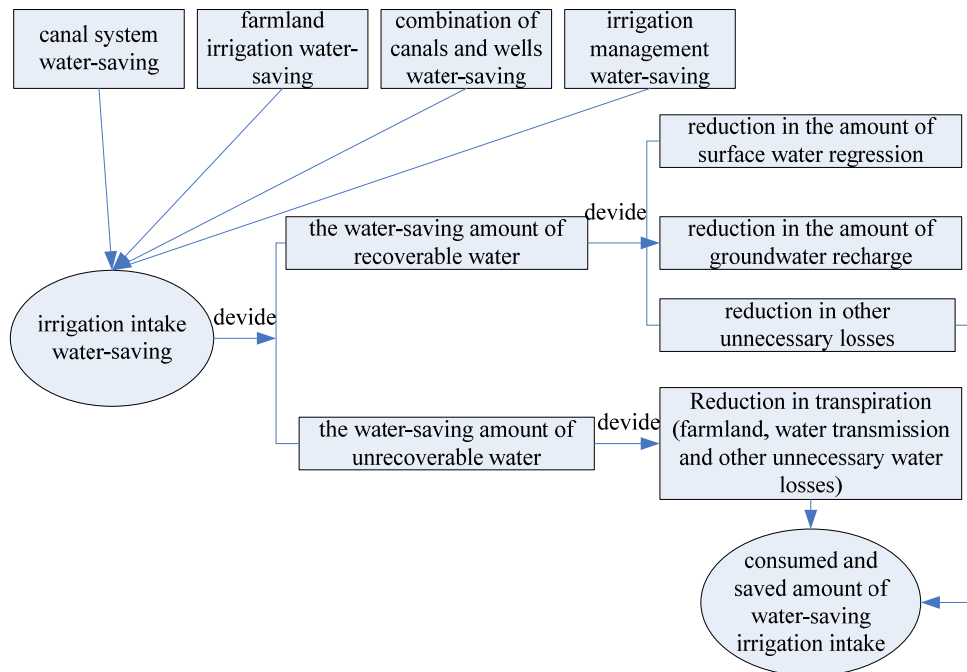 canal system
water-saving
farmland
irrigation water-
saving
combination of
canals and wells
water-saving
irrigation
management
water-saving
reduction in the amount of
surface water regression
devide
the water-saving amount of
recoverable water
reduction in the amount of
groundwater recharge
irrigation intake
water-saving
devide
reduction in other
unnecessary losses
the water-saving amount of
unrecoverable water
devide
Reduction in transpiration
(farmland, water transmission
and other unnecessary water
losses)
consumed and
saved amount of
water-saving
irrigation intake